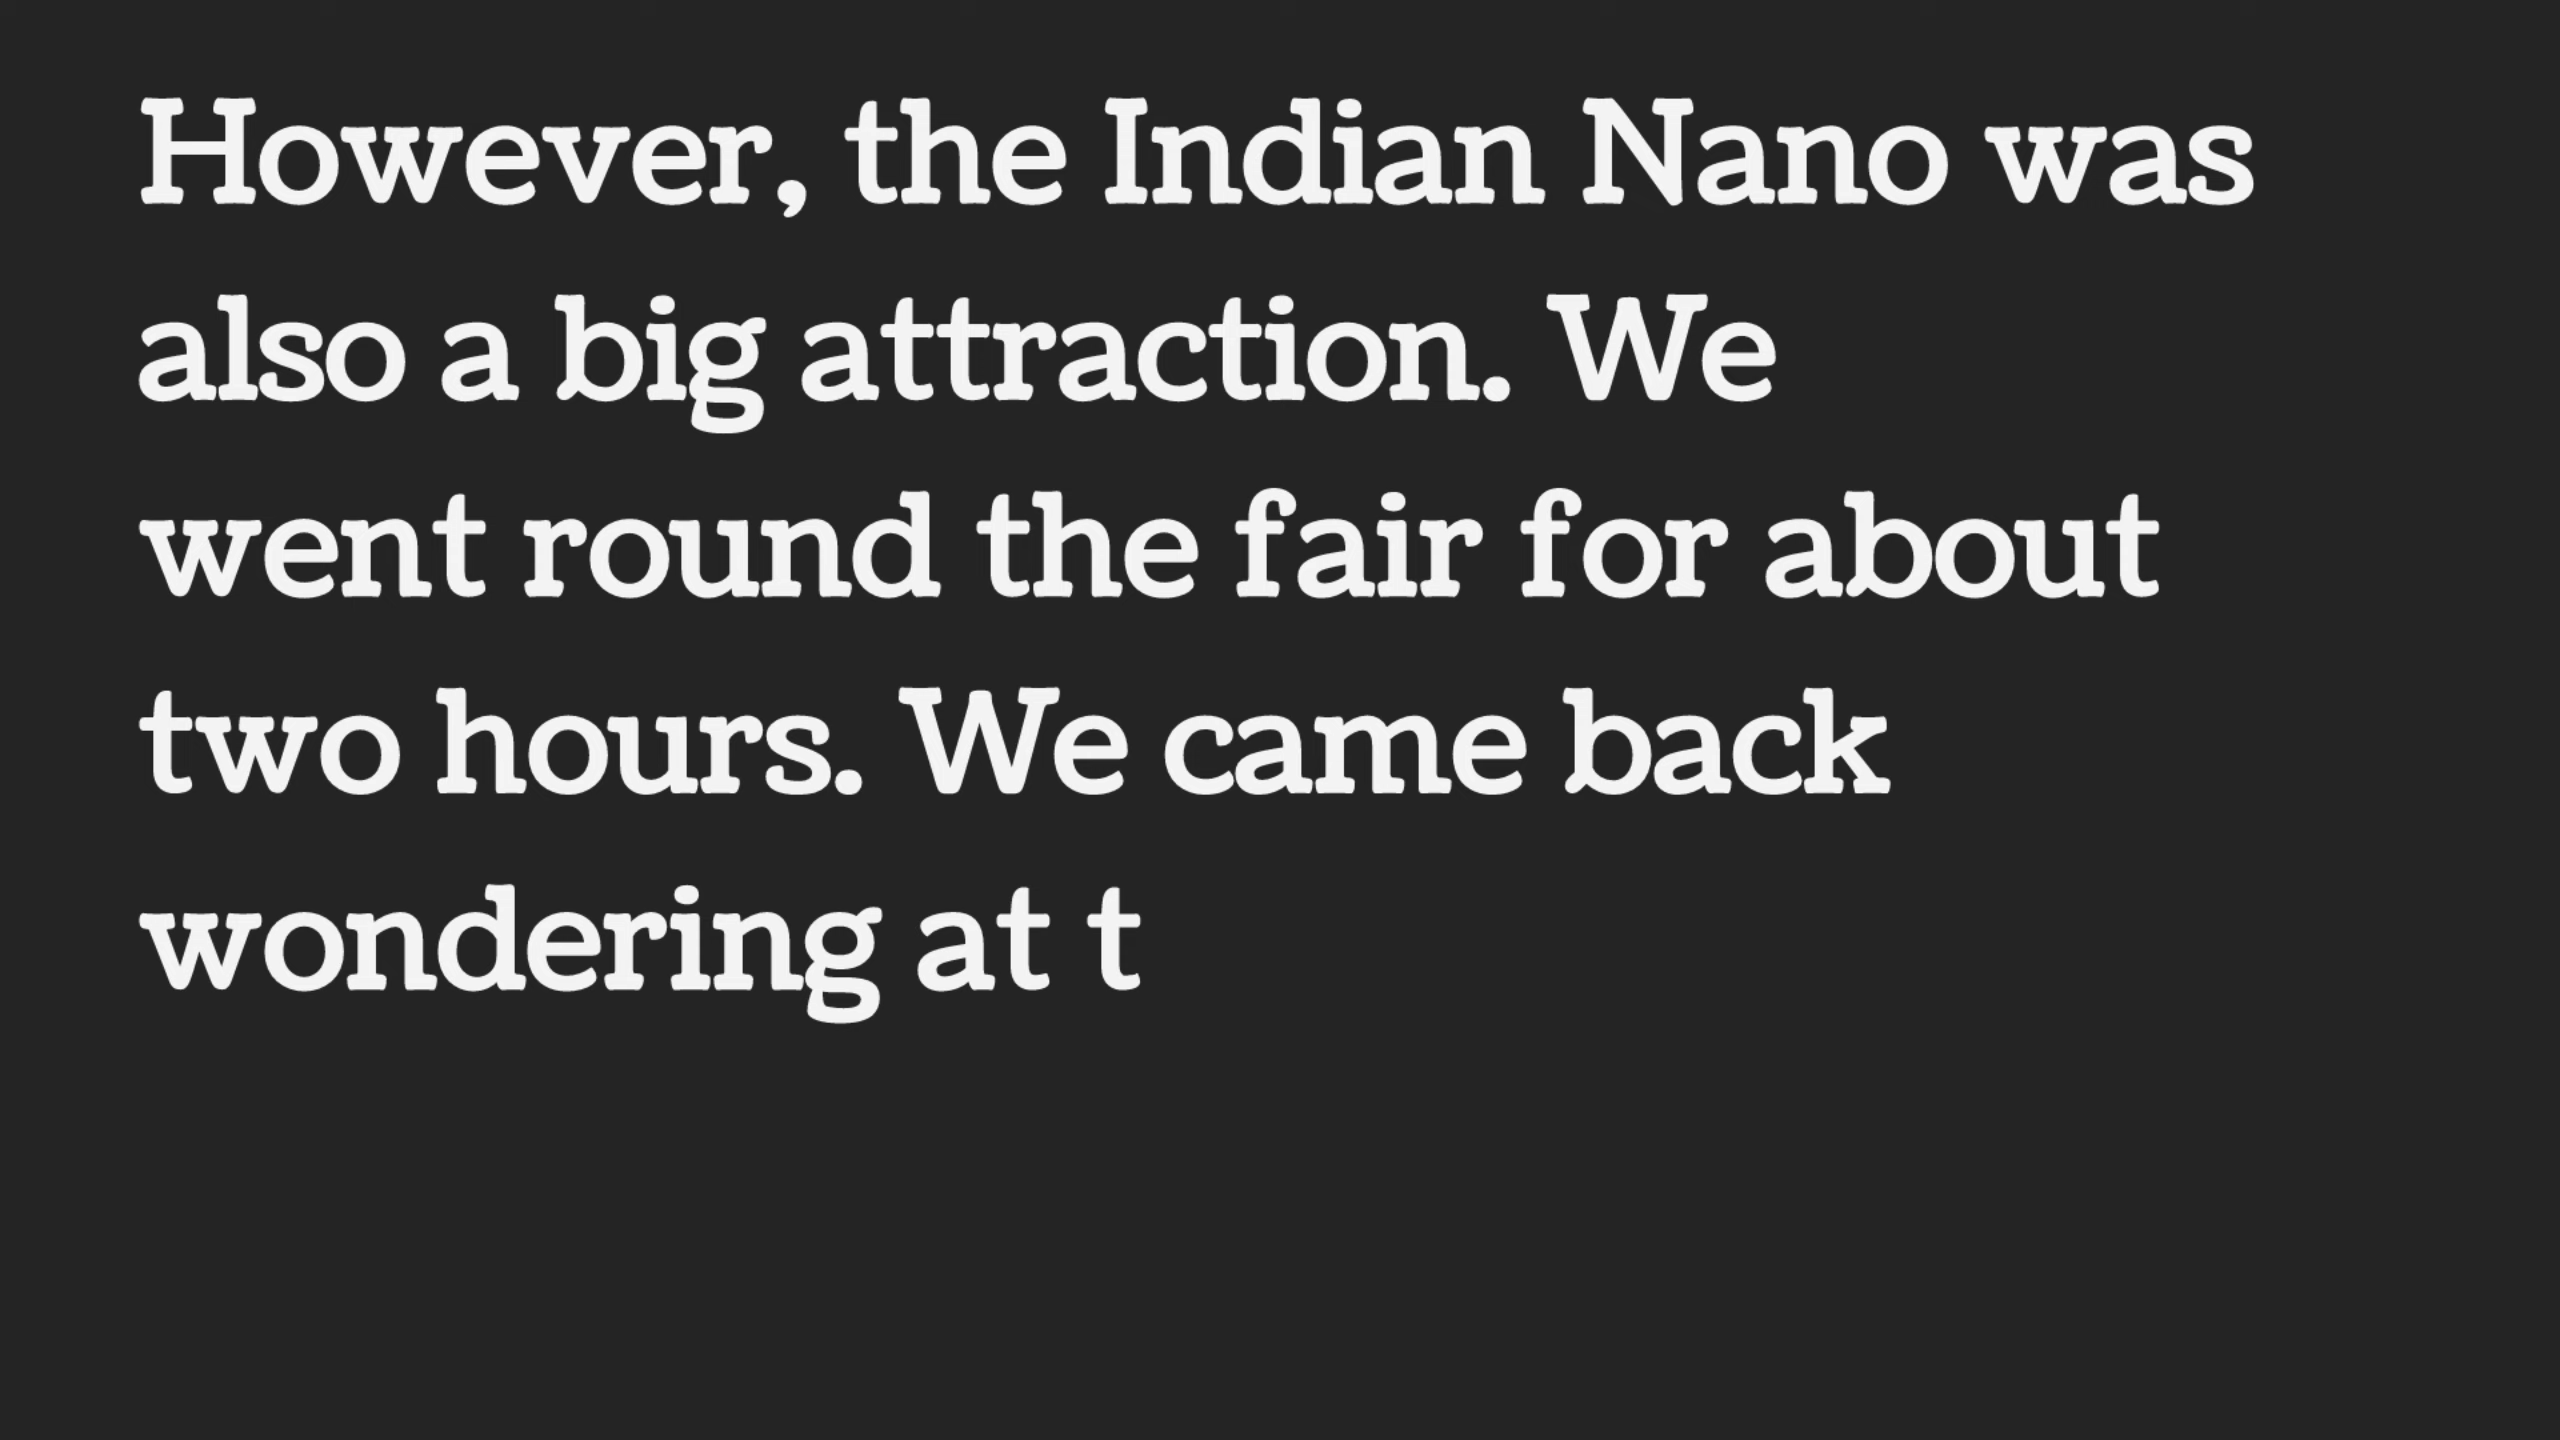 However, the Indian Nano was
also a big attraction. We
went round the fair for about
two hours. We came back
wondering at t